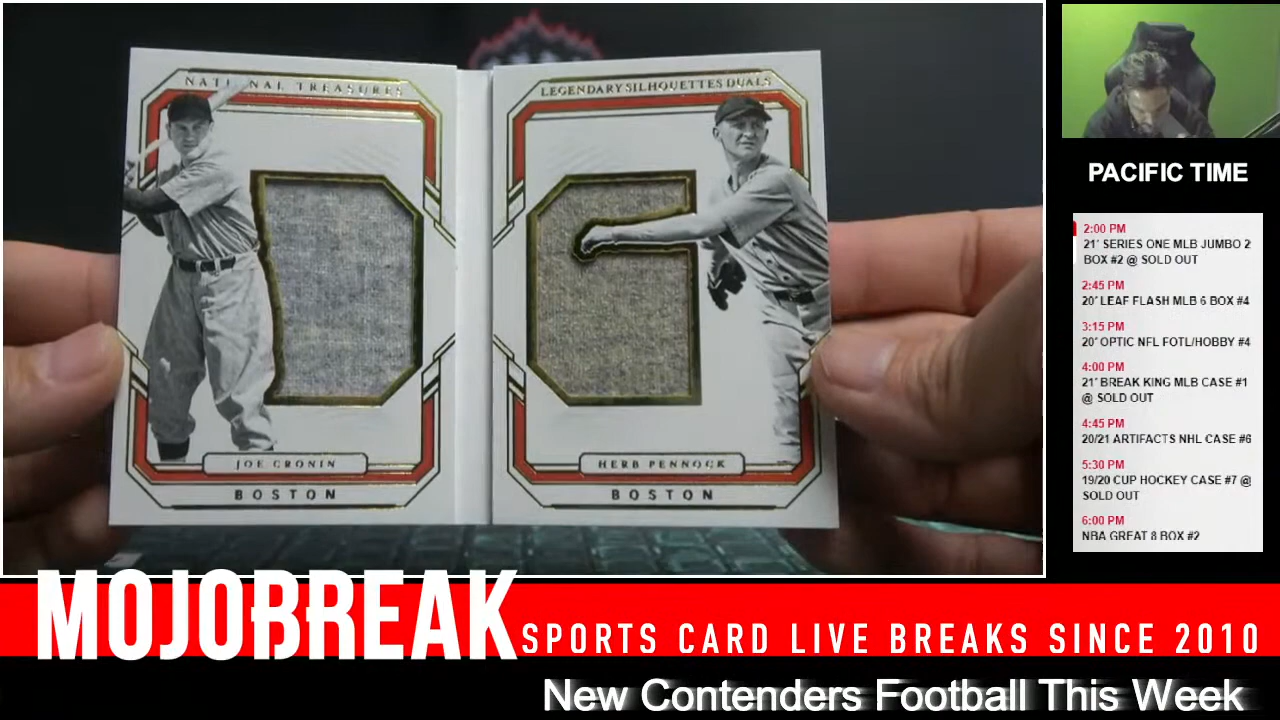 NATIONAL TREASURES
LEGENDARY SILHOUETTES DUALS
JOE CRONIN
BOSTON
HERB PENNOCK
BOSTON
PACIFIC TIME
2:00 PM
21' SERIES ONE MLB JUMBO 2
BOX #2 @ SOLD OUT
2:45 PM
20' LEAF FLASH MLB 6 BOX #4
3:15 PM
20' OPTIC NFL FOTL/HOBBY #4
4:00 PM
21' BREAK KING MLB CASE #1
@ SOLD OUT
4:45 PM
20/21 ARTIFACTS NHL CASE #6
5:30 PM
19/20 CUP HOCKEY CASE #7 @
SOLD OUT
6:00 PM
NBA GREAT 8 BOX #2
MOJOBREAK
SPORTS CARD LIVE BREAKS SINCE 2010
New Contenders Football This Week